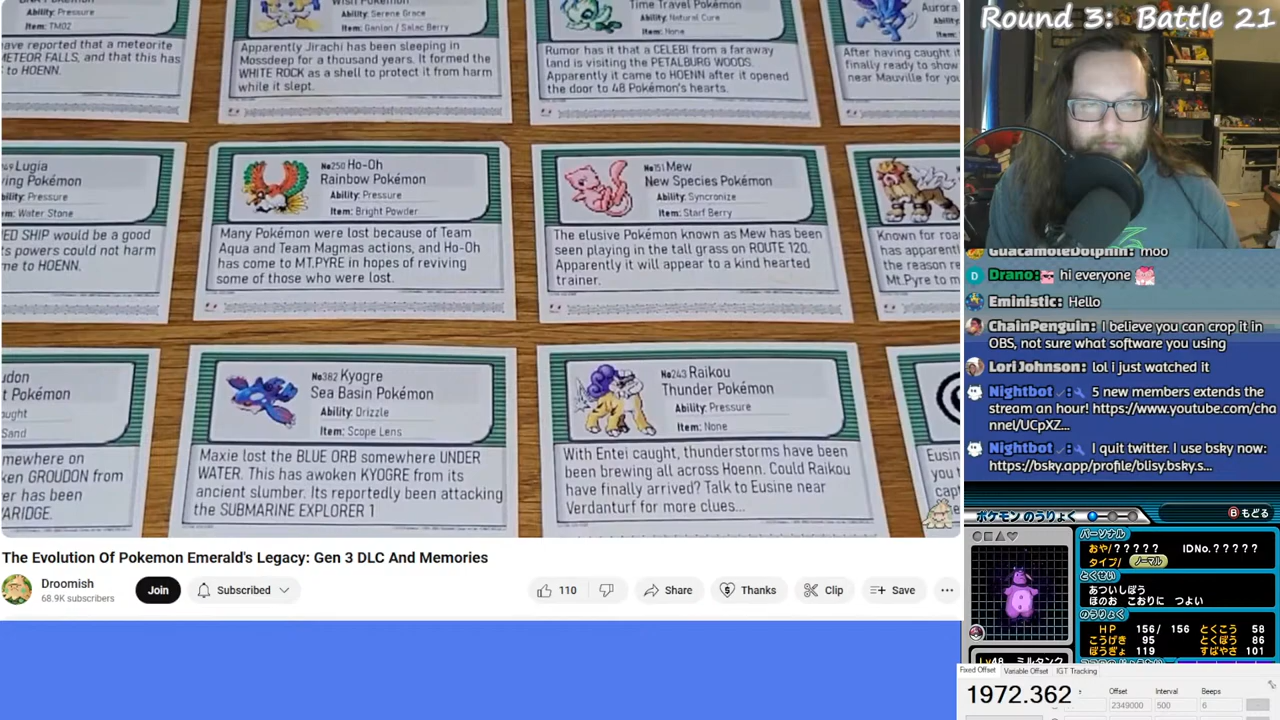 Ability: Pressure
Item: TM02
have reported that a meteorite
METEOR FALLS, and that this has
to HOENN.
Wish Pokémon
Ability: Serene Grace
Item: Ganlon / Salac Berry
Apparently Jirachi has been sleeping in
Mossdeep for a thousand years. It formed the
WHITE ROCK as a shell to protect it from harm
while it slept.
Time Travel Pokémon
Ability: Natural Cure
Item: None
Rumor has it that a CELEBI from a faraway
land is visiting the PETALBURG WOODS.
Apparently it came to HOENN after it opened
the door to 48 Pokémon's hearts.
Aurora
After having caught it
finally ready to show
near Mauville for you
Lugia
Pokémon
Pressure
Item: Water Stone
SHIP would be a good
ts powers could not harm
me to HOENN.
No250 Ho-Oh
Rainbow Pokémon
Ability: Pressure
Item: Bright Powder
Many Pokémon were lost because of Team
Aqua and Team Magmas actions, and Ho-Oh
has come to MT.PYRE in hopes of reviving
some of those who were lost.
No151 Mew
New Species Pokémon
Ability: Syncronize
Item: Starf Berry
The elusive Pokémon known as Mew has been
seen playing in the tall grass on ROUTE 120.
Apparently it will appear to a kind hearted
trainer.
Known for roa
has apparent
the reason re
Mt.Pyre to m
udon
t Pokémon
ought
Sand
mewhere on
ken GROUDON from
er has been
ARIDGE.
No382 Kyogre
Sea Basin Pokémon
Ability: Drizzle
Item: Scope Lens
Maxie lost the BLUE ORB somewhere UNDER
WATER. This has awoken KYOGRE from its
ancient slumber. Its reportedly been attacking
the SUBMARINE EXPLORER 1
No243 Raikou
Thunder Pokémon
Ability: Pressure
Item: None
With Entei caught, thunderstorms have been
been brewing all across Hoenn. Could Raikou
have finally arrived? Talk to Eusine near
Verdanturf for more clues...
Eusin
you t
capt
The Evolution Of Pokemon Emerald's Legacy: Gen 3 DLC And Memories
Droomish
68.9K subscribers
Join
Subscribed
110
Share
Thanks
Clip
Save
Round 3: Battle 21
GuacamoleDolphin: moo
D Drano: hi everyone
Eministic: Hello
ChainPenguin: I believe you can crop it in
OBS, not sure what software you using
Lori Johnson: lol i just watched it
Nightbot: 5 new members extends the
stream an hour! https://www.youtube.com/cha
nnel/UCpXZ...
Nightbot: I quit twitter. I use bsky now:
https://bsky.app/profile/blisy.bsky.s...
ポケモン のうりょく
Bもどる
パーソナル
おや/?????
IDNo.?????
タイプ/ ノーマル
とくせい
あついしぼう
ほのお こおりに つよい
のうりょく
HP 156/ 156 とくこう 58
こうげき 95 とくぼう 86
ぼうぎょ 119 すばやさ 101
Lv48 ミルタンク
Fixed Offset Variable Offset IGT Tracking
1972.362
Offset Interval Beeps
2349000 500 6